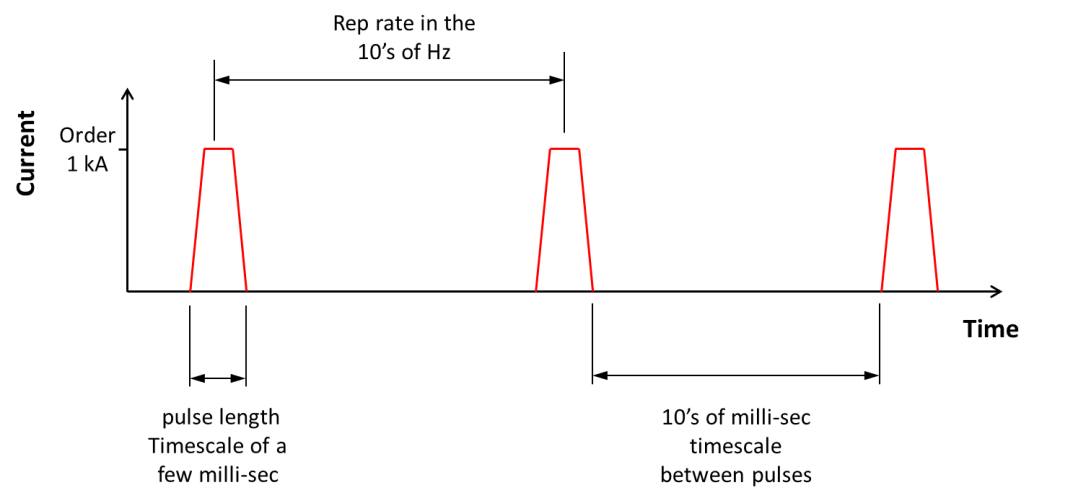 Rep rate in the
10’s of Hz
Current
Order
1 kA
Time
pulse length
Timescale of a
few milli-sec
10’s of milli-sec
timescale
between pulses